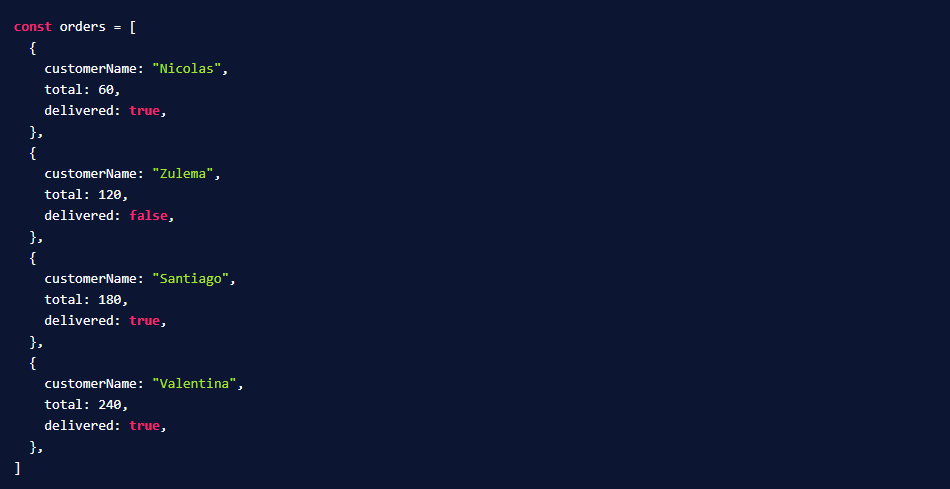 const orders = [
  {
    customerName: "Nicolas",
    total: 60,
    delivered: true,
  },
  {
    customerName: "Zulema",
    total: 120,
    delivered: false,
  },
  {
    customerName: "Santiago",
    total: 180,
    delivered: true,
  },
  {
    customerName: "Valentina",
    total: 240,
    delivered: true,
  },
]